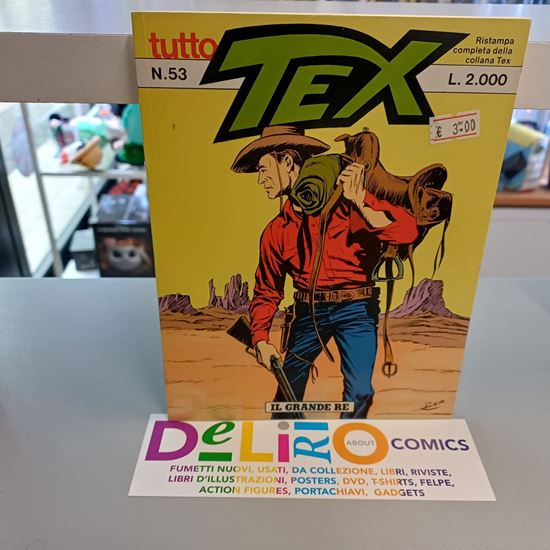 tutto
TEX
Ristampa
completa della
collana Tex
N.53
L. 2.000
€ 3,00
IL GRANDE RE
DeLiRiO ABOUT COMICS
FUMETTI NUOVI, USATI, DA COLLEZIONE, LIBRI, RIVISTE,
LIBRI D'ILLUSTRAZIONI, POSTERS, DVD, T-SHIRTS, FELPE,
ACTION FIGURES, PORTACHIAVI, GADGETS